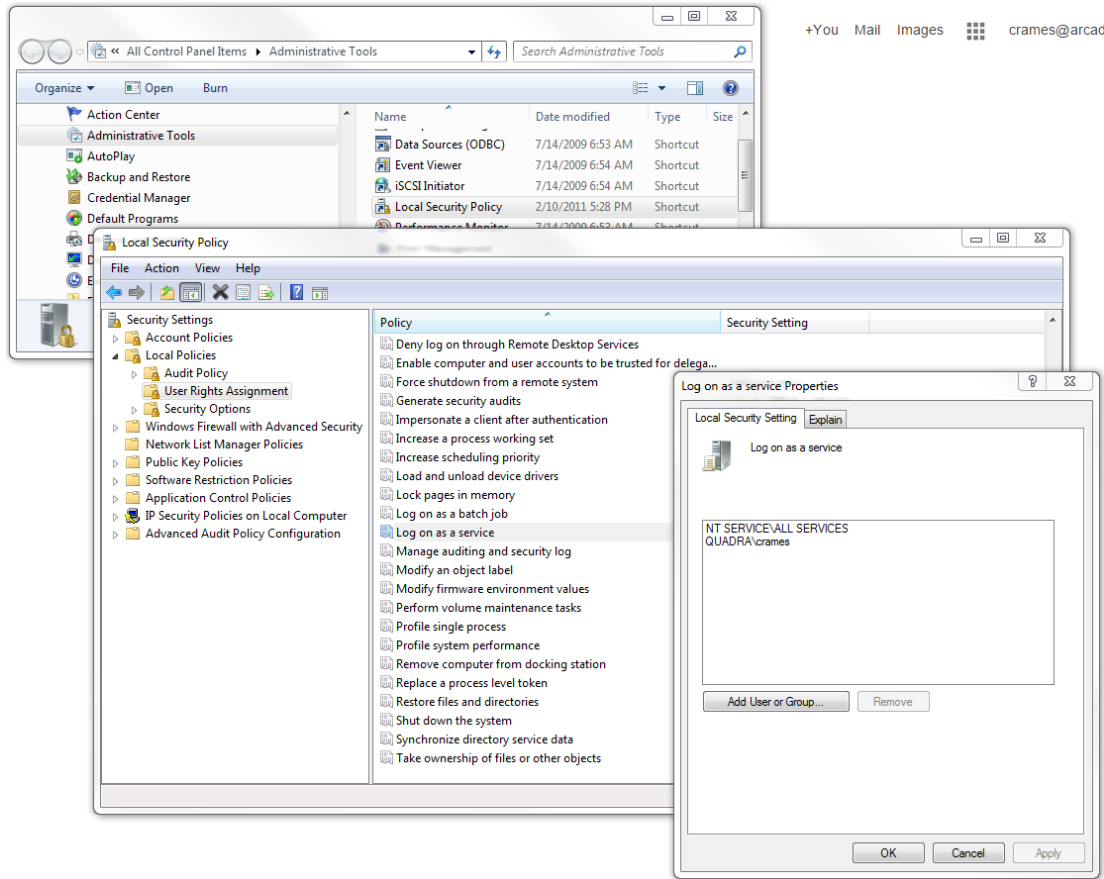 +You Mail Images crames@arcad
« All Control Panel Items Administrative Tools Search Administrative Tools
Organize Open Burn
Action Center
Administrative Tools
AutoPlay
Backup and Restore
Credential Manager
Default Programs
D
D
E
Name Date modified Type Size
Data Sources (ODBC) 7/14/2009 6:53 AM Shortcut
Event Viewer 7/14/2009 6:54 AM Shortcut
iSCSI Initiator 7/14/2009 6:54 AM Shortcut
Local Security Policy 2/10/2011 5:28 PM Shortcut
Performance Monitor 7/14/2009 6:53 AM Shortcut
Local Security Policy
File Action View Help
Security Settings
Account Policies
Local Policies
Audit Policy
User Rights Assignment
Security Options
Windows Firewall with Advanced Security
Network List Manager Policies
Public Key Policies
Software Restriction Policies
Application Control Policies
IP Security Policies on Local Computer
Advanced Audit Policy Configuration
Policy Security Setting
Deny log on through Remote Desktop Services
Enable computer and user accounts to be trusted for delega...
Force shutdown from a remote system
Generate security audits
Impersonate a client after authentication
Increase a process working set
Increase scheduling priority
Load and unload device drivers
Lock pages in memory
Log on as a batch job
Log on as a service
Manage auditing and security log
Modify an object label
Modify firmware environment values
Perform volume maintenance tasks
Profile single process
Profile system performance
Remove computer from docking station
Replace a process level token
Restore files and directories
Shut down the system
Synchronize directory service data
Take ownership of files or other objects
Log on as a service Properties
Local Security Setting Explain
Log on as a service
NT SERVICE\ALL SERVICES
QUADRA\crames
Add User or Group... Remove
OK Cancel Apply